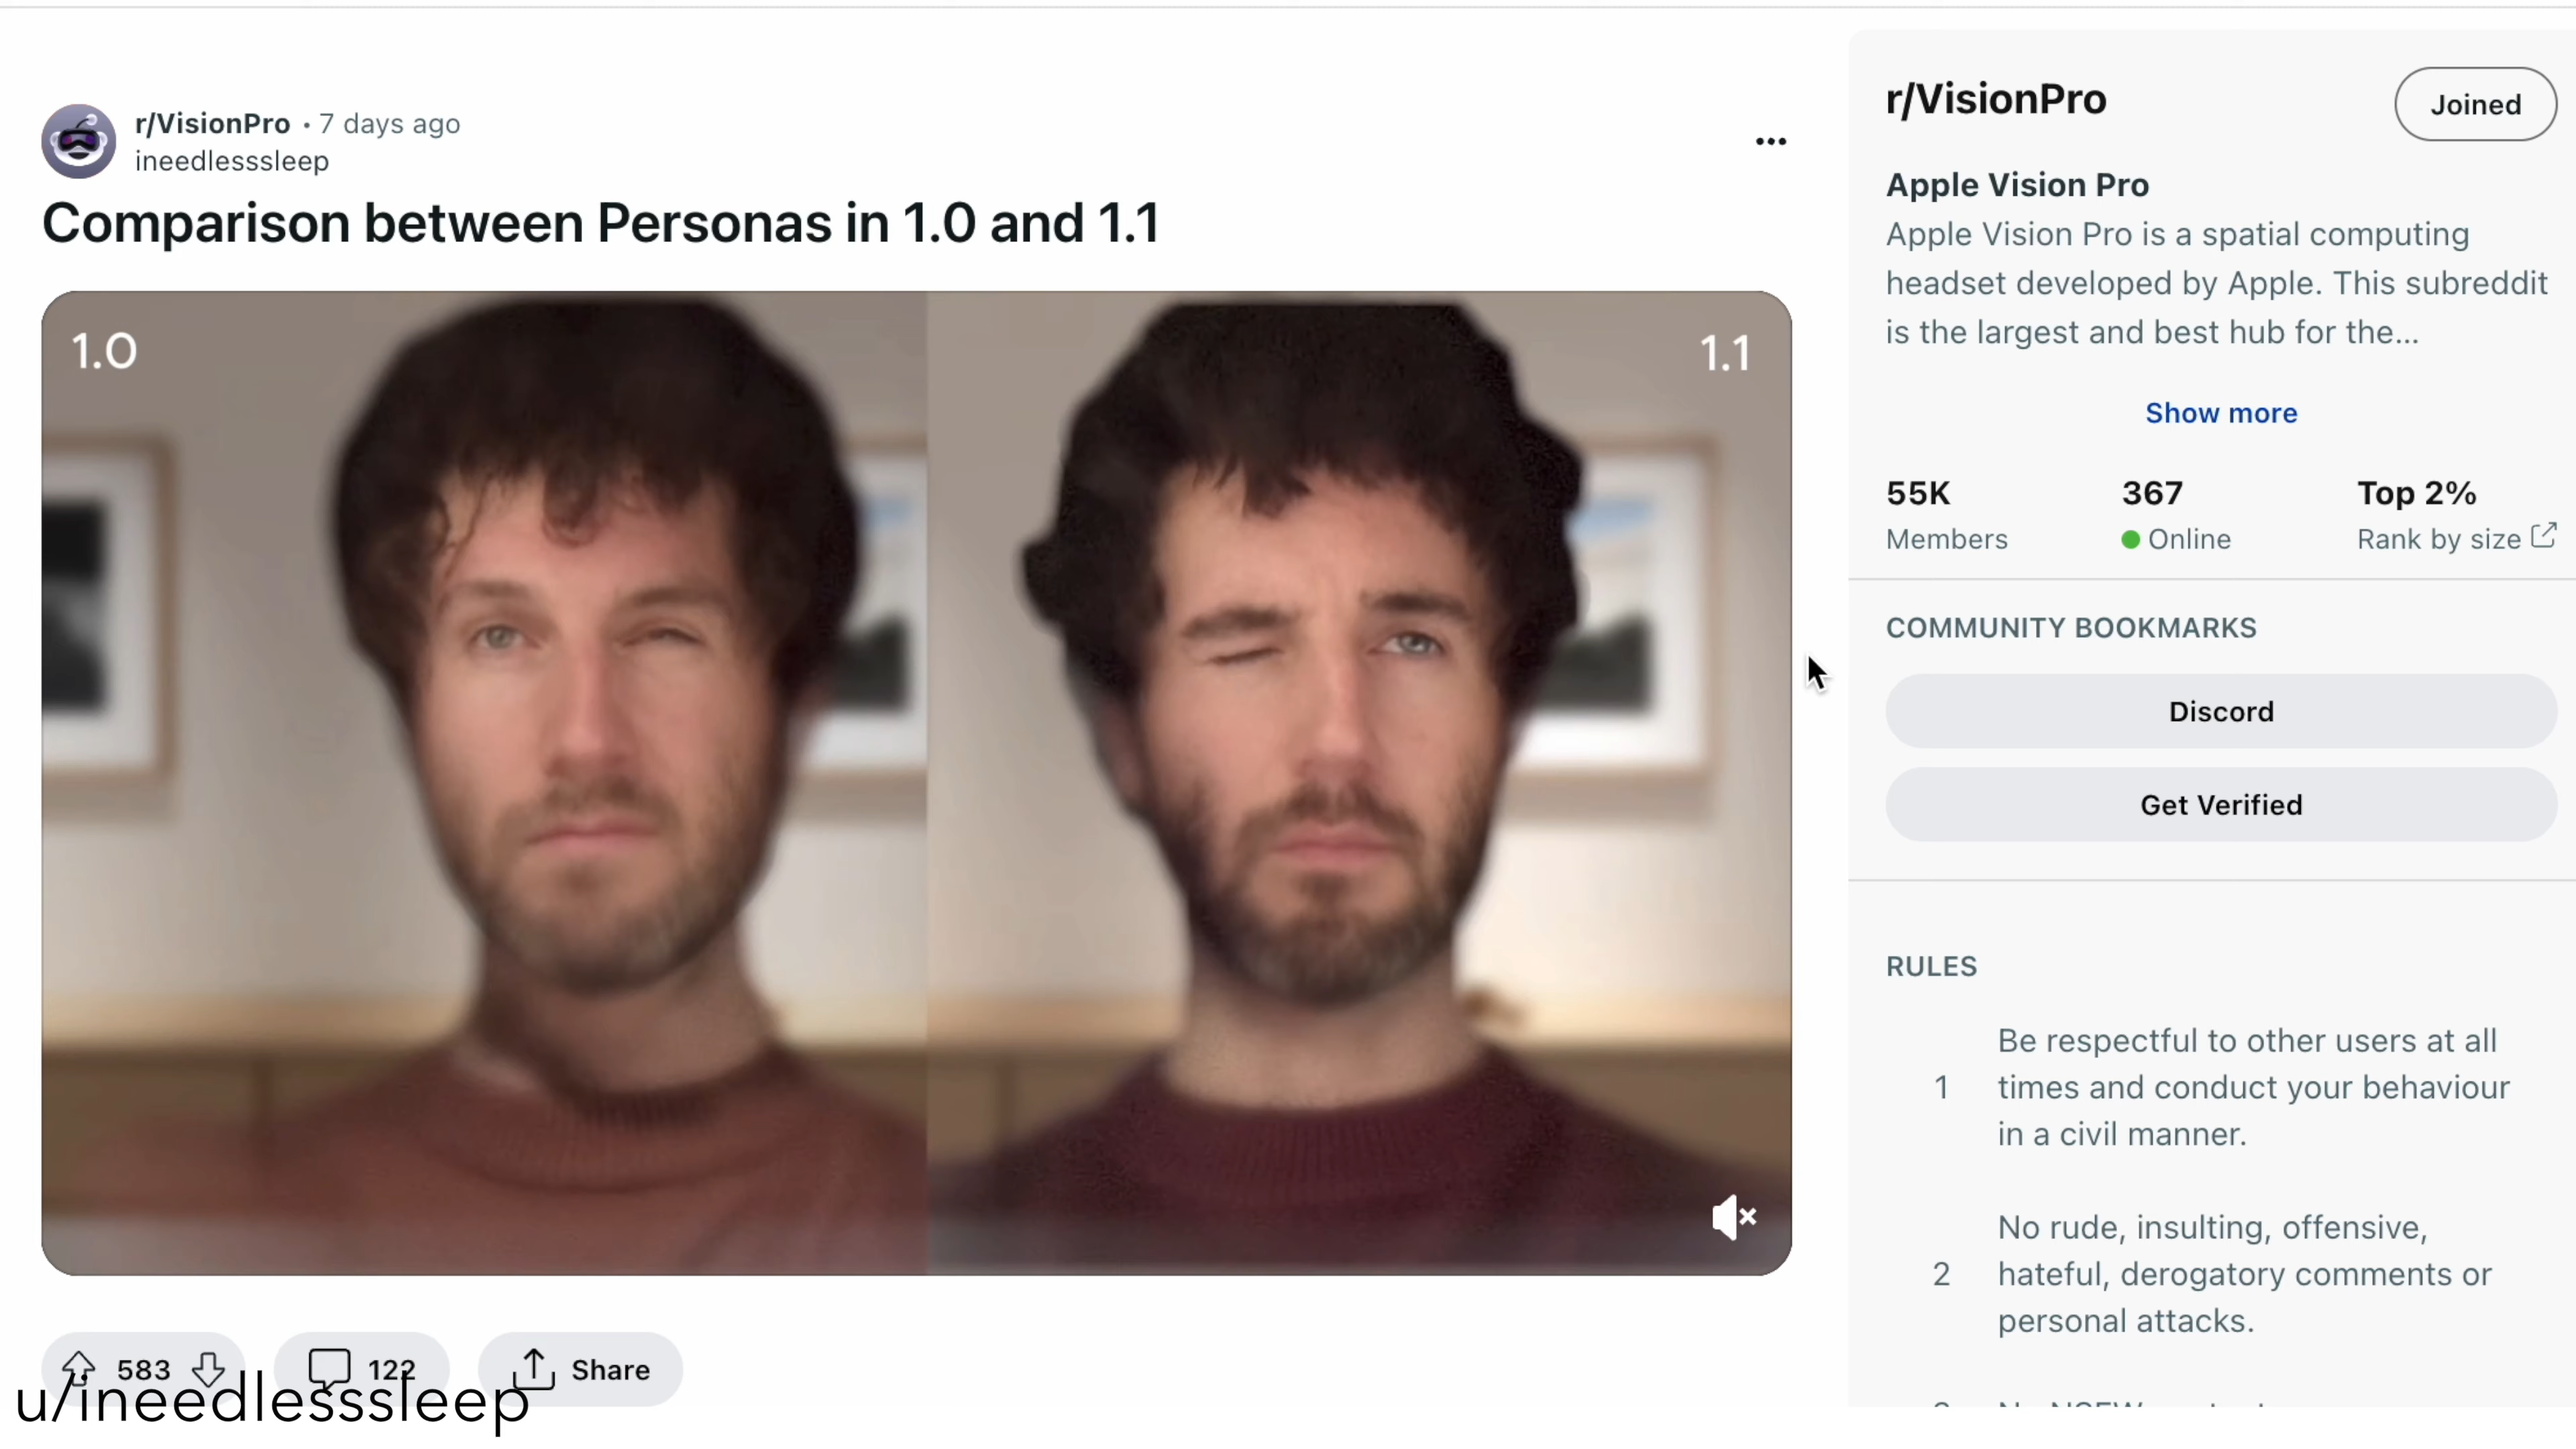 r/VisionPro • 7 days ago
ineedlesssleep
Comparison between Personas in 1.0 and 1.1
1.0
1.1
583
122
Share
u/ineedlesssleep
r/VisionPro
Joined
Apple Vision Pro
Apple Vision Pro is a spatial computing
headset developed by Apple. This subreddit
is the largest and best hub for the...
Show more
55K
367
Top 2%
Members
Online
Rank by size
COMMUNITY BOOKMARKS
Discord
Get Verified
RULES
1
Be respectful to other users at all
times and conduct your behaviour
in a civil manner.
2
No rude, insulting, offensive,
hateful, derogatory comments or
personal attacks.